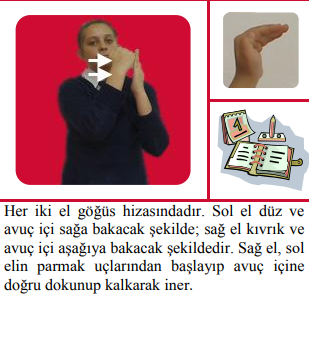 1
Her iki el göğüs hizasındadır. Sol el düz ve
avuç içi sağa bakacak şekilde; sağ el kıvrık ve
avuç içi aşağıya bakacak şekildedir. Sağ el, sol
elin parmak uçlarından başlayıp avuç içine
doğru dokunup kalkarak iner.